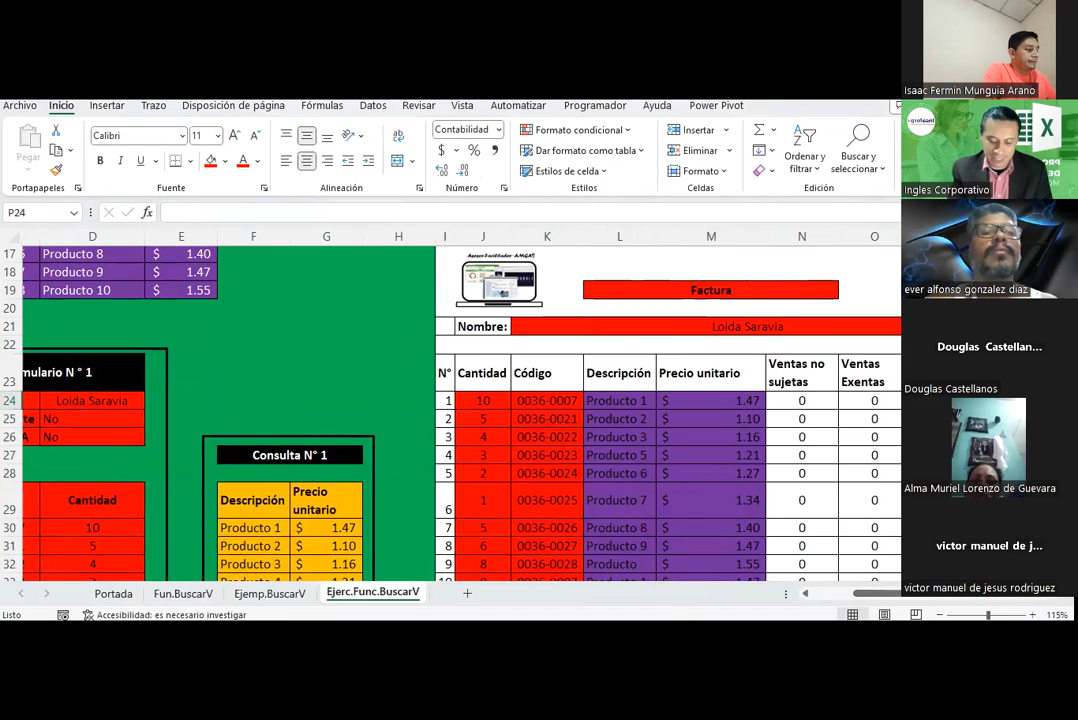 Archivo Inicio Insertar Trazo Disposición de página Fórmulas Datos Revisar Vista Automatizar Programador Ayuda Power Pivot
Pegar
Calibri 11
Contabilidad
Formato condicional
Dar formato como tabla
Estilos de celda
Insertar
Eliminar
Formato
Ordenar y filtrar
Buscar y seleccionar
Portapapeles Fuente Alineación Número Estilos Celdas Edición
P24 fx
D E F G H I J K L M N O
17 Producto 8 $ 1.40
18 Producto 9 $ 1.47
19 Producto 10 $ 1.55
Factura
20
21 Nombre: Loida Saravia
22
23 mulario N ° 1 N° Cantidad Código Descripción Precio unitario Ventas no sujetas Ventas Exentas
24 Loida Saravia 1 10 0036-0007 Producto 1 $ 1.47 0 0
25 te No 2 5 0036-0021 Producto 2 $ 1.10 0 0
26 A No 3 4 0036-0022 Producto 3 $ 1.16 0 0
27 Consulta N° 1 4 3 0036-0023 Producto 5 $ 1.21 0 0
28 5 2 0036-0024 Producto 6 $ 1.27 0 0
29 Cantidad Descripción Precio unitario 6 1 0036-0025 Producto 7 $ 1.34 0 0
30 10 Producto 1 $ 1.47 7 5 0036-0026 Producto 8 $ 1.40 0 0
31 5 Producto 2 $ 1.10 8 6 0036-0027 Producto 9 $ 1.47 0 0
32 4 Producto 3 $ 1.16 9 8 0036-0028 Producto $ 1.55 0 0
Portada Fun.BuscarV Ejemp.BuscarV Ejerc.Func.BuscarV
Listo Accesibilidad: es necesario investigar 115%
Isaac Fermin Munguia Arano
Ingles Corporativo
ever alfonso gonzalez diaz
Douglas Castellan...
Douglas Castellanos
Alma Muriel Lorenzo de Guevara
victor manuel de j...
victor manuel de jesus rodriguez